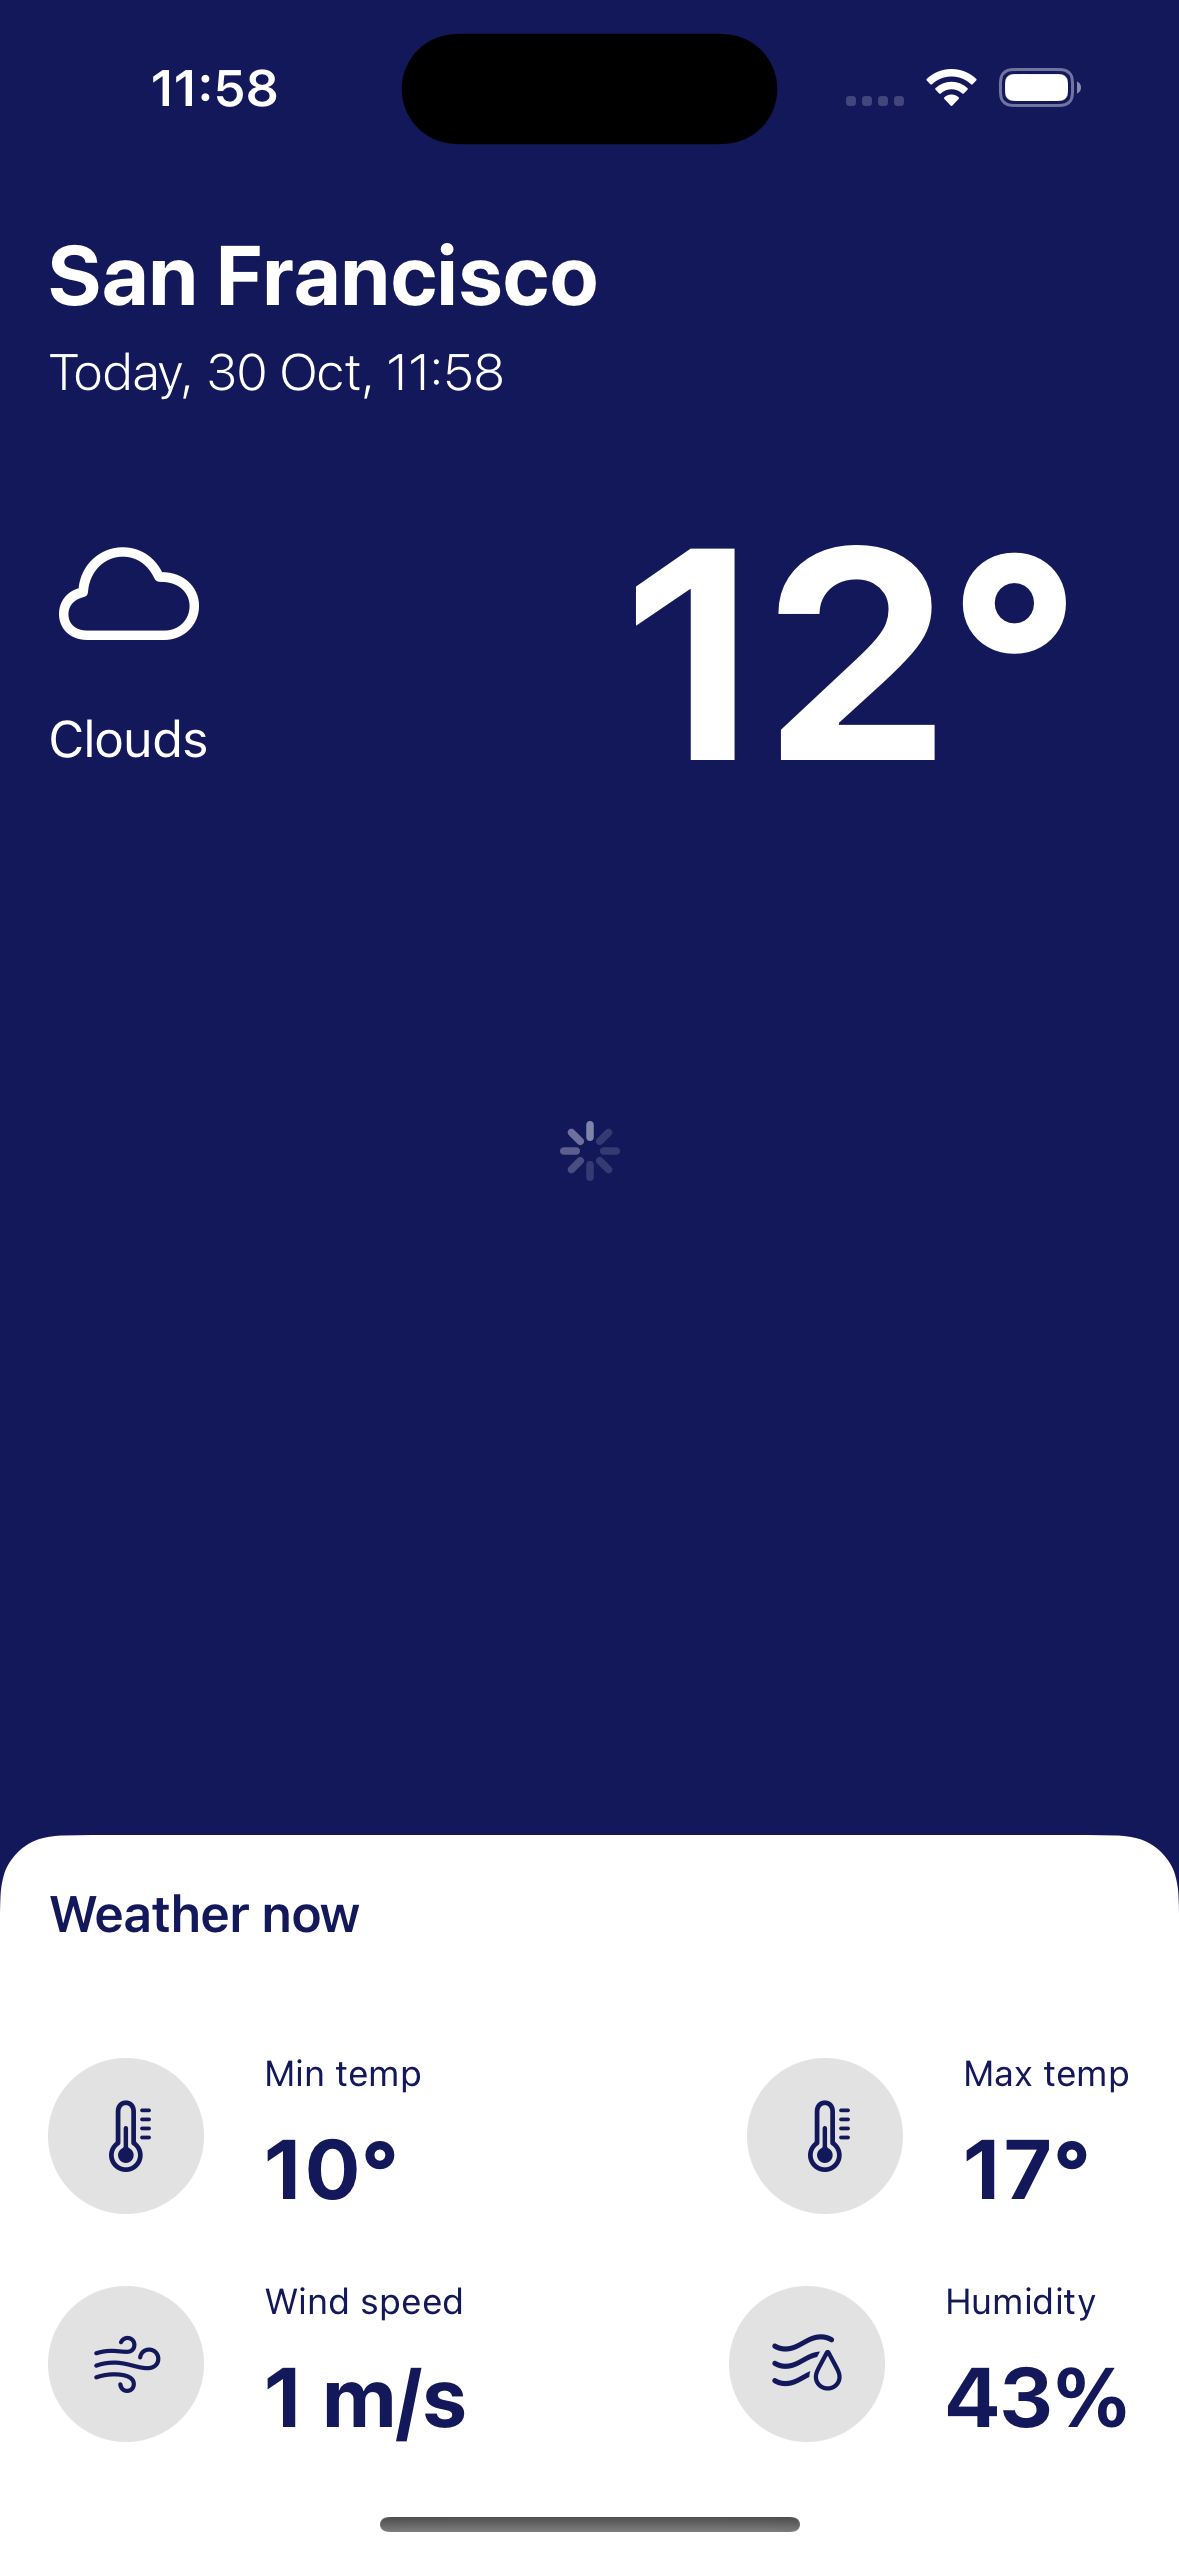 11:58
San Francisco
Today, 30 Oct, 11:58
12°
Clouds
Weather now
Min temp
10°
Max temp
17°
Wind speed
1 m/s
Humidity
43%